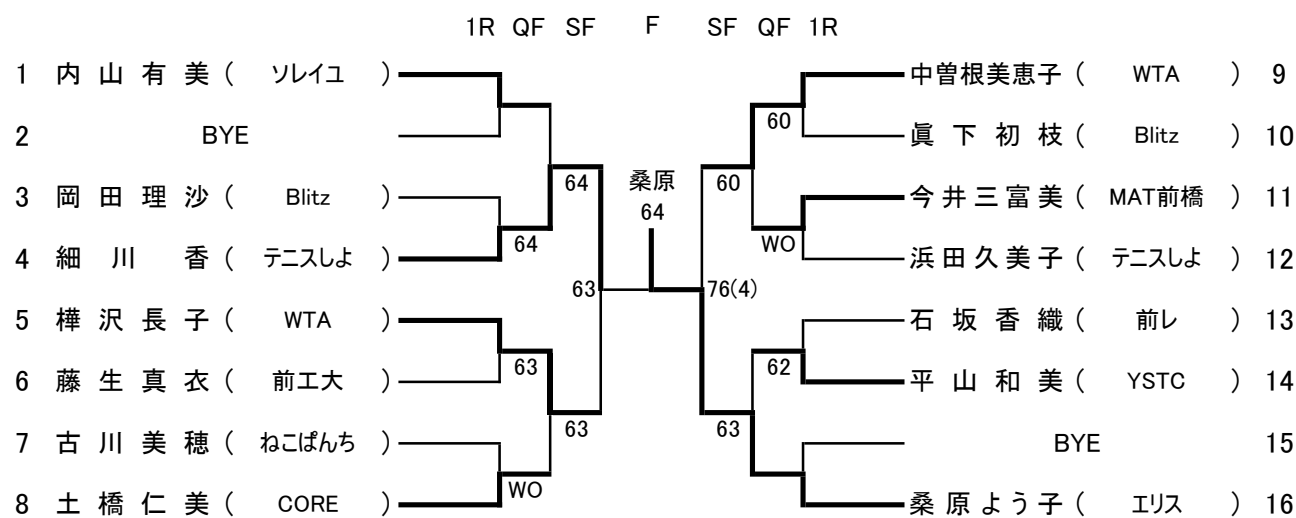 1R QF SF F SF QF 1R
1 内山有美 ( ソレイユ ) 中曽根美恵子 ( WTA ) 9
60
2 BYE 眞下初枝 ( Blitz ) 10
64 桑原 60
3 岡田理沙 ( Blitz ) 今井三富美 ( MAT前橋 ) 11
64 64 WO
4 細川 香 ( テニスしよ ) 浜田久美子 ( テニスしよ ) 12
63 76(4)
5 樺沢長子 ( WTA ) 石坂香織 ( 前レ ) 13
63 62
6 藤生真衣 ( 前工大 ) 平山和美 ( YSTC ) 14
63 63
7 古川美穂 ( ねこぱんち ) BYE 15
WO
8 土橋仁美 ( CORE ) 桑原よう子 ( エリス ) 16